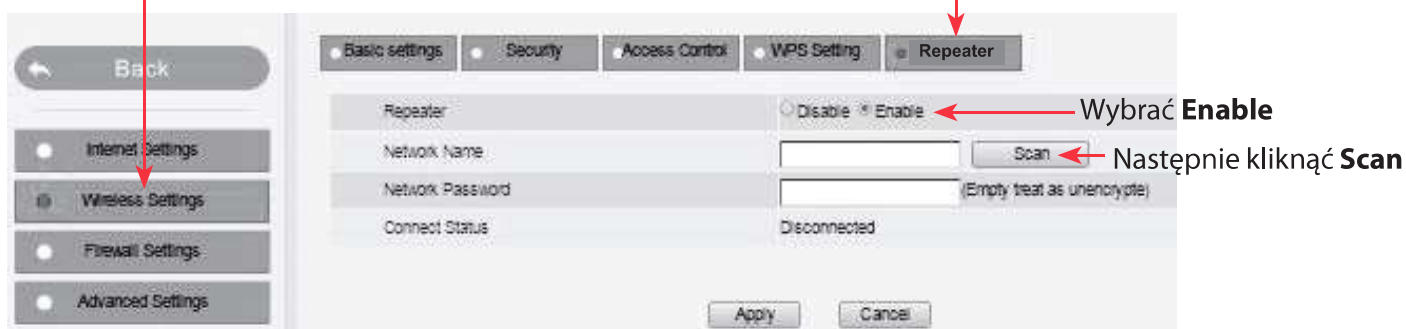 Back
Internet Settings
Wireless Settings
Firewall Settings
Advanced Settings
Basic settings Security Access Control WPS Setting Repeater
Repeater Disable Enable Wybrać Enable
Network Name Scan Następnie kliknąć Scan
Network Password (Empty treat as unencrypte)
Connect Status Disconnected
Apply Cancel